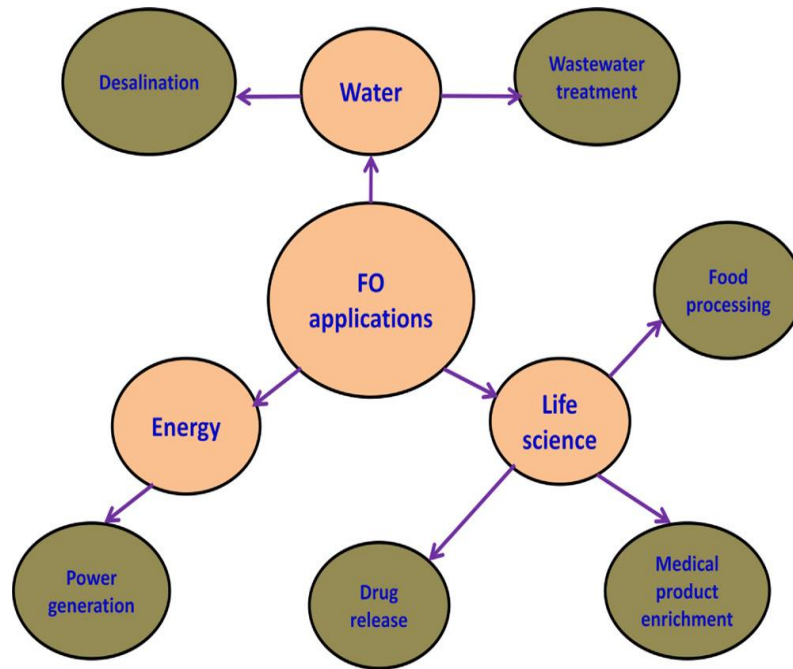 Desalination
Water
Wastewater
treatment
FO
applications
Food
processing
Energy
Life
science
Power
generation
Drug
release
Medical
product
enrichment